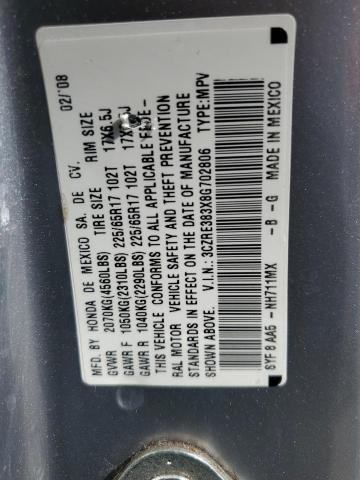 MFD. BY HONDA DE MEXICO SA. DE CV. 02/'08
TIRE SIZE RIM SIZE
GVWR 2070KG(4560LBS)
GAWR F 1050KG(2310LBS) 225/65R17 102T 17X6.5J
GAWR R 1040KG(2290LBS) 225/65R17 102T
THIS VEHICLE CONFORMS TO ALL APPLICABLE FEDE-
RAL MOTOR VEHICLE SAFETY AND THEFT PREVENTION
STANDARDS IN EFFECT ON THE DATE OF MANUFACTURE
SHOWN ABOVE.
V.I.N.: 3CZRE383X8G702806 TYPE:MPV
SYF 8 AA5 -NH711MX -B -G MADE IN MEXICO